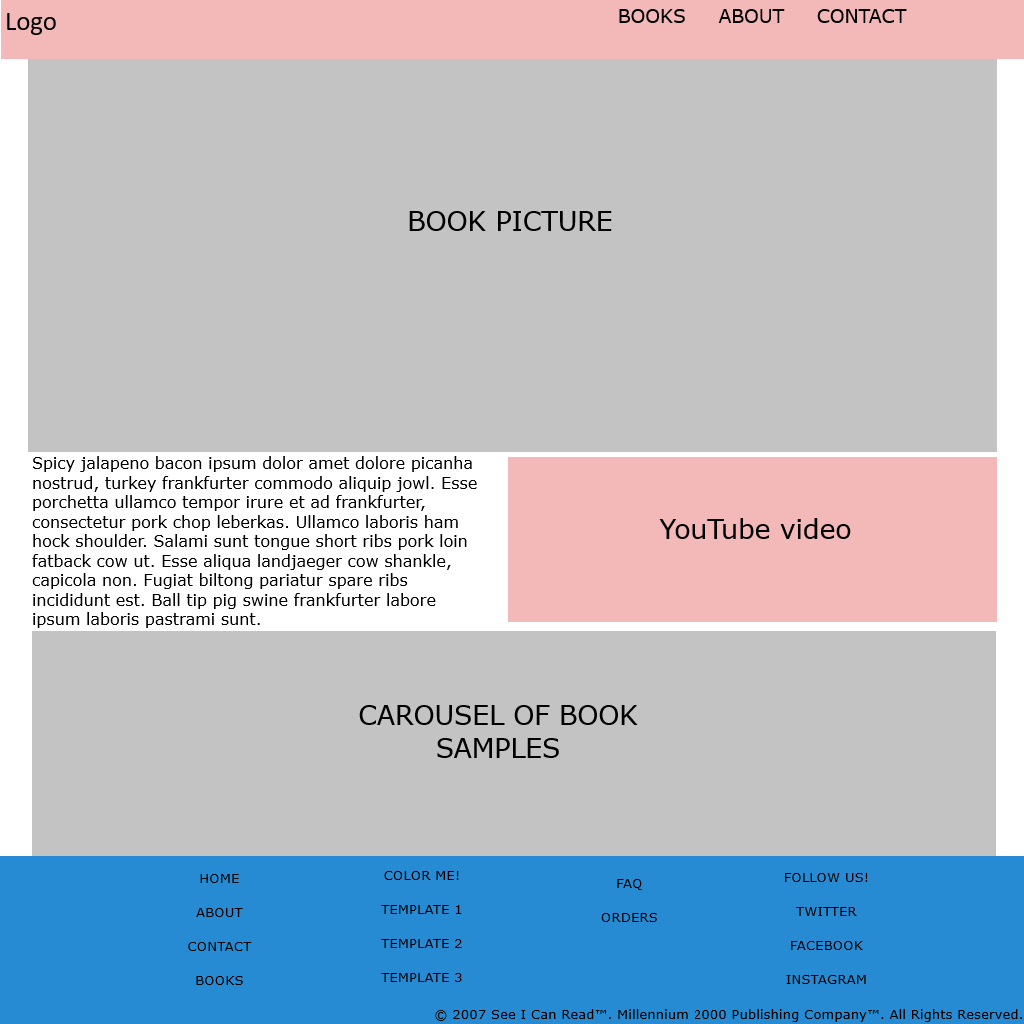 Logo
BOOKS ABOUT CONTACT
BOOK PICTURE
Spicy jalapeno bacon ipsum dolor amet dolore picanha
nostrud, turkey frankfurter commodo aliquip jowl. Esse
porchetta ullamco tempor irure et ad frankfurter,
consectetur pork chop leberkas. Ullamco laboris ham
hock shoulder. Salami sunt tongue short ribs pork loin
fatback cow ut. Esse aliqua landjaeger cow shankle,
capicola non. Fugiat biltong pariatur spare ribs
incididunt est. Ball tip pig swine frankfurter labore
ipsum laboris pastrami sunt.
YouTube video
CAROUSEL OF BOOK
SAMPLES
HOME
ABOUT
CONTACT
BOOKS
COLOR ME!
TEMPLATE 1
TEMPLATE 2
TEMPLATE 3
FAQ
ORDERS
FOLLOW US!
TWITTER
FACEBOOK
INSTAGRAM
© 2007 See I Can Read™. Millennium 2000 Publishing Company™. All Rights Reserved.